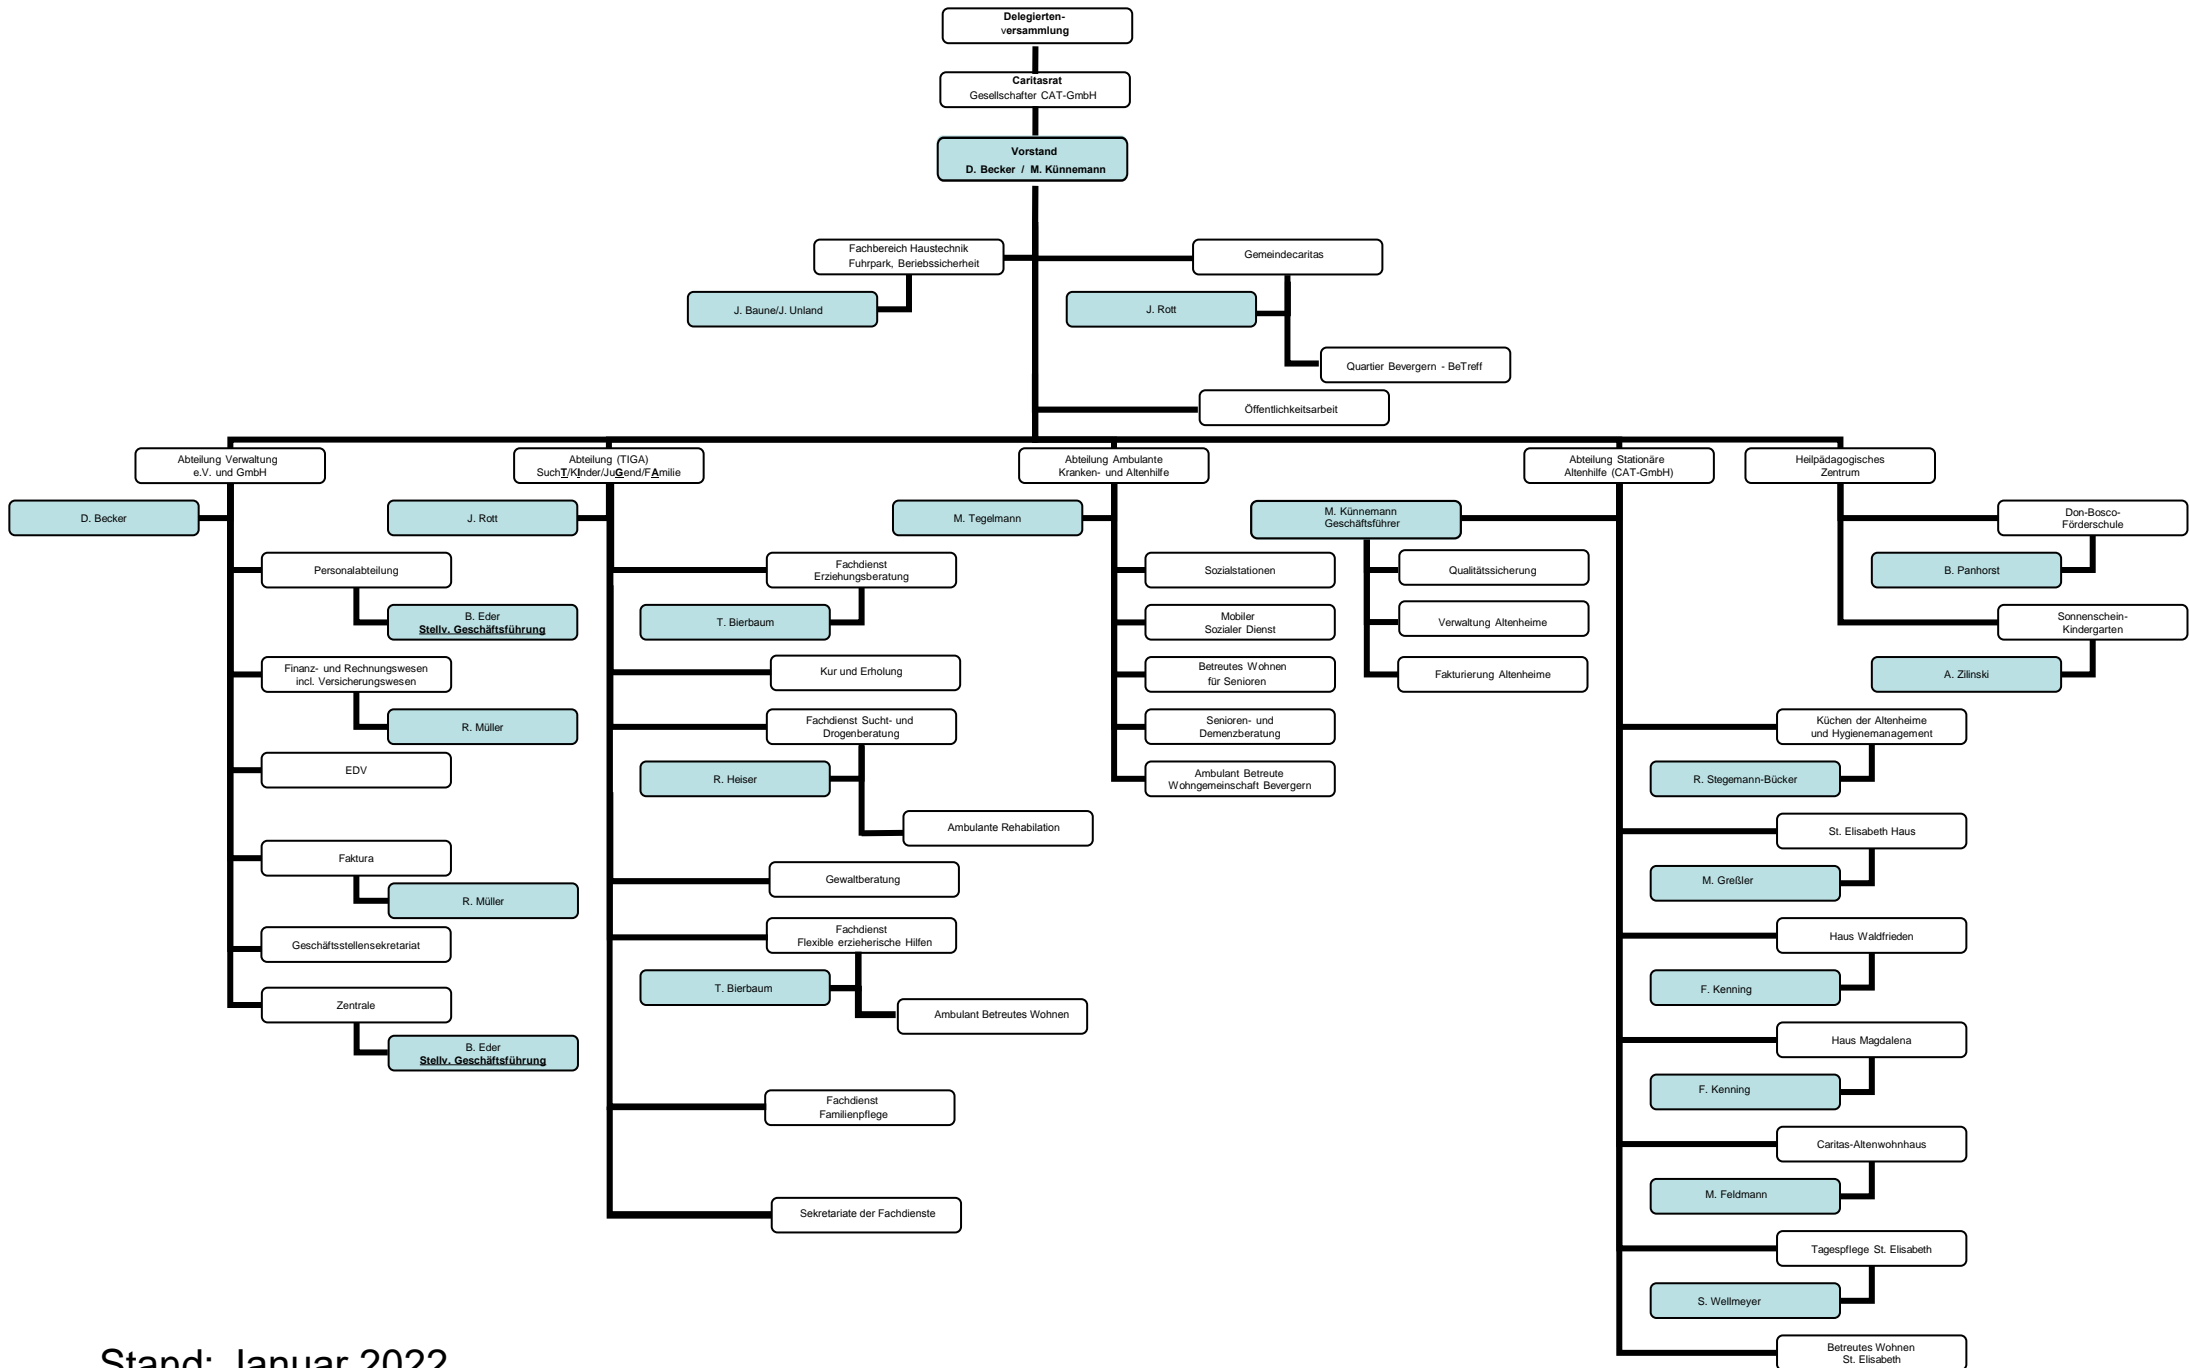 Delegierten-
versammlung
Caritasrat
Gesellschafter CAT-GmbH
Vorstand
D. Becker / M. Künnemann
Fachbereich Haustechnik
Fuhrpark, Beriebssicherheit
J. Baune/J. Unland
Gemeindecaritas
J. Rott
Quartier Bevergern - BeTreff
Öffentlichkeitsarbeit
Abteilung Verwaltung
e.V. und GmbH
D. Becker
Personalabteilung
B. Eder
Stellv. Geschäftsführung
Finanz- und Rechnungswesen
incl. Versicherungswesen
R. Müller
EDV
Faktura
R. Müller
Geschäftsstellensekretariat
Zentrale
B. Eder
Stellv. Geschäftsführung
Abteilung (TIGA)
SuchT/KInder/JuGend/FAmilie
J. Rott
Fachdienst
Erziehungsberatung
T. Bierbaum
Kur und Erholung
Fachdienst Sucht- und
Drogenberatung
R. Heiser
Ambulante Rehabilation
Gewaltberatung
Fachdienst
Flexible erzieherische Hilfen
T. Bierbaum
Ambulant Betreutes Wohnen
Fachdienst
Familienpflege
Sekretariate der Fachdienste
Abteilung Ambulante
Kranken- und Altenhilfe
M. Tegelmann
Sozialstationen
Mobiler
Sozialer Dienst
Betreutes Wohnen
für Senioren
Senioren- und
Demenzberatung
Ambulant Betreute
Wohngemeinschaft Bevergern
Abteilung Stationäre
Altenhilfe (CAT-GmbH)
M. Künnemann
Geschäftsführer
Qualitätssicherung
Verwaltung Altenheime
Fakturierung Altenheime
Küchen der Altenheime
und Hygienemanagement
R. Stegemann-Bücker
St. Elisabeth Haus
M. Greßler
Haus Waldfrieden
F. Kenning
Haus Magdalena
F. Kenning
Caritas-Altenwohnhaus
M. Feldmann
Tagespflege St. Elisabeth
S. Wellmeyer
Betreutes Wohnen
St. Elisabeth
Heilpädagogisches
Zentrum
Don-Bosco-
Förderschule
B. Panhorst
Sonnenschein-
Kindergarten
A. Zilinski
Stand: Januar 2022